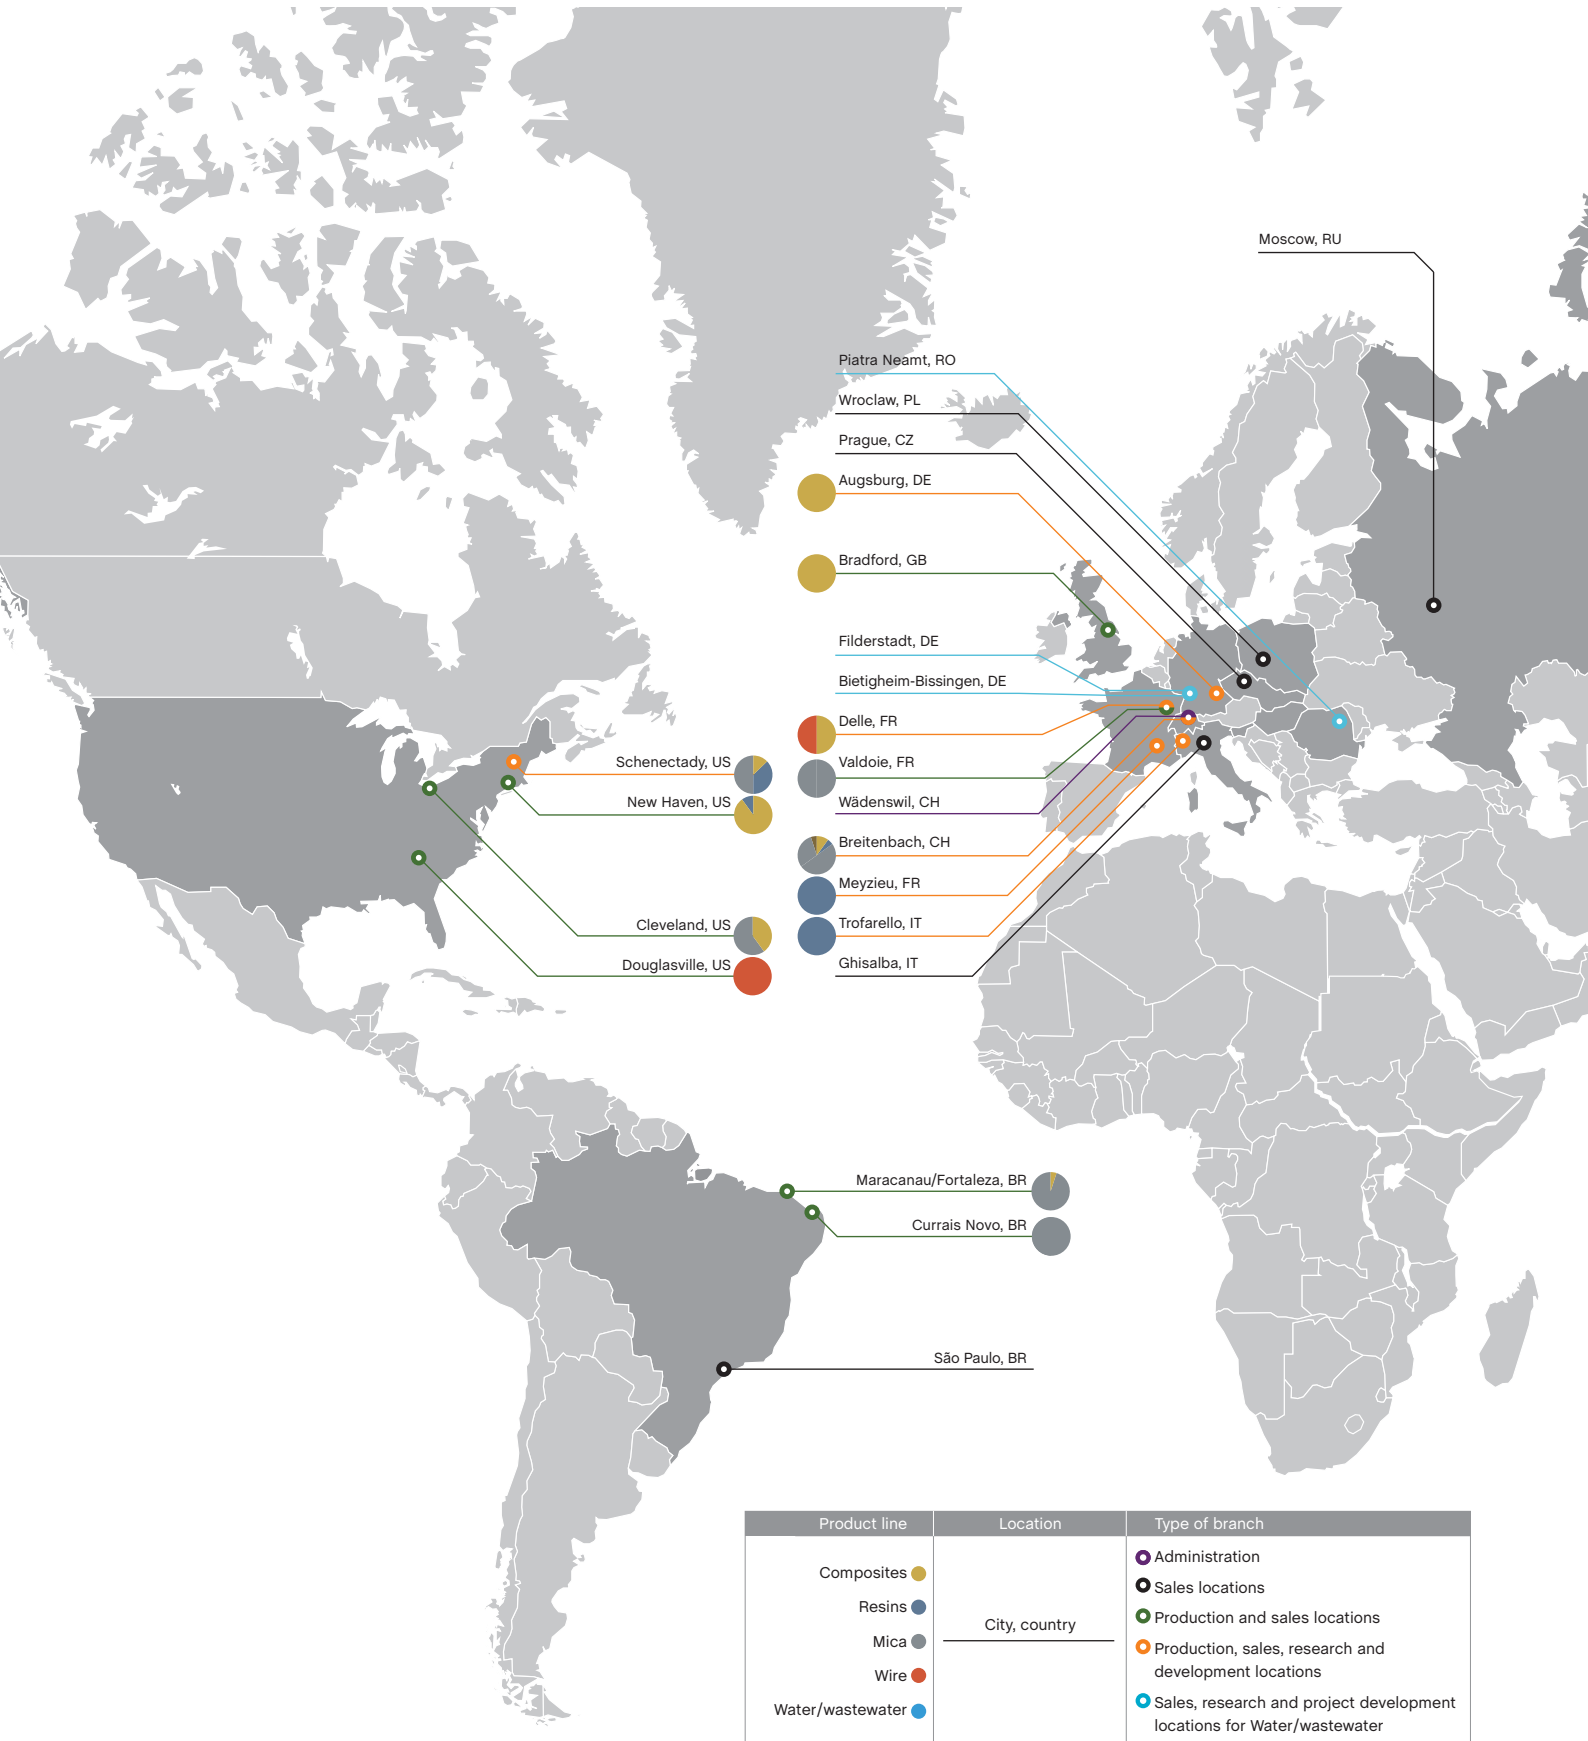 Moscow, RU
Piatra Neamt, RO
Wroclaw, PL
Prague, CZ
Augsburg, DE
Bradford, GB
Filderstadt, DE
Bietigheim-Bissingen, DE
Delle, FR
Valdoie, FR
Wädenswil, CH
Breitenbach, CH
Meyzieu, FR
Trofarello, IT
Ghisalba, IT
Schenectady, US
New Haven, US
Cleveland, US
Douglasville, US
Maracanau/Fortaleza, BR
Currais Novo, BR
São Paulo, BR
Product line
Composites
Resins
Mica
Wire
Water/wastewater
Location
City, country
Type of branch
Administration
Sales locations
Production and sales locations
Production, sales, research and
development locations
Sales, research and project development
locations for Water/wastewater